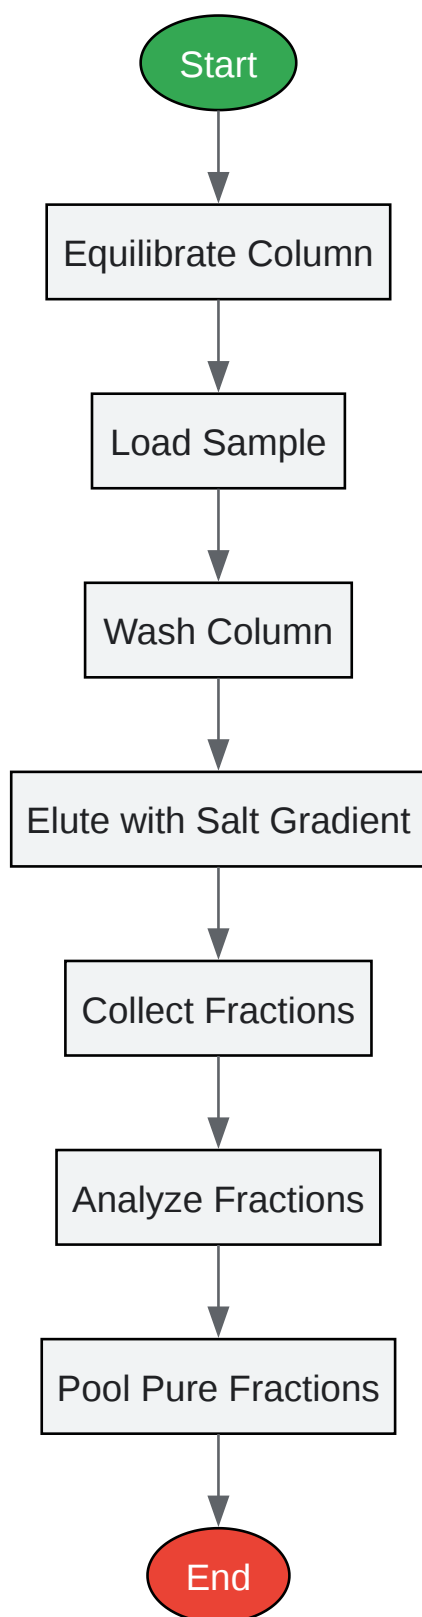 Start
Equilibrate Column
Load Sample
Wash Column
Elute with Salt Gradient
Collect Fractions
Analyze Fractions
Pool Pure Fractions
End